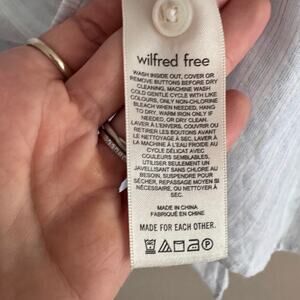 wilfred free
WASH INSIDE OUT, COVER OR
REMOVE BUTTONS BEFORE DRY
CLEANING, MACHINE WASH
COLD GENTLE CYCLE WITH LIKE
COLOURS, ONLY NON-CHLORINE
BLEACH WHEN NEEDED, HANG
TO DRY, WARM IRON ONLY IF
NEEDED, OR DRY CLEAN.
LAVER À L'ENVERS, COUVRIR OU
RETIRER LES BOUTONS AVANT
LE NETTOYAGE À SEC, LAVER À
LA MACHINE À L'EAU FROIDE AU
CYCLE DÉLICAT AVEC
COULEURS SEMBLABLES,
UTILISER SEULEMENT UN
JAVELLISANT SANS CHLORE AU
BESOIN, SUSPENDRE POUR
SÉCHER, REPASSAGE MOYEN SI
NÉCESSAIRE, OU NETTOYER À
SEC.
MADE IN CHINA
FABRIQUÉ EN CHINE
MADE FOR EACH OTHER.